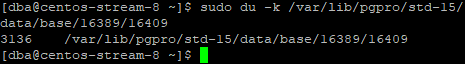 [dba@centos-stream-8 ~]$ sudo du -k /var/lib/pgpro/std-15/
data/base/16389/16409
3136    /var/lib/pgpro/std-15/data/base/16389/16409
[dba@centos-stream-8 ~]$